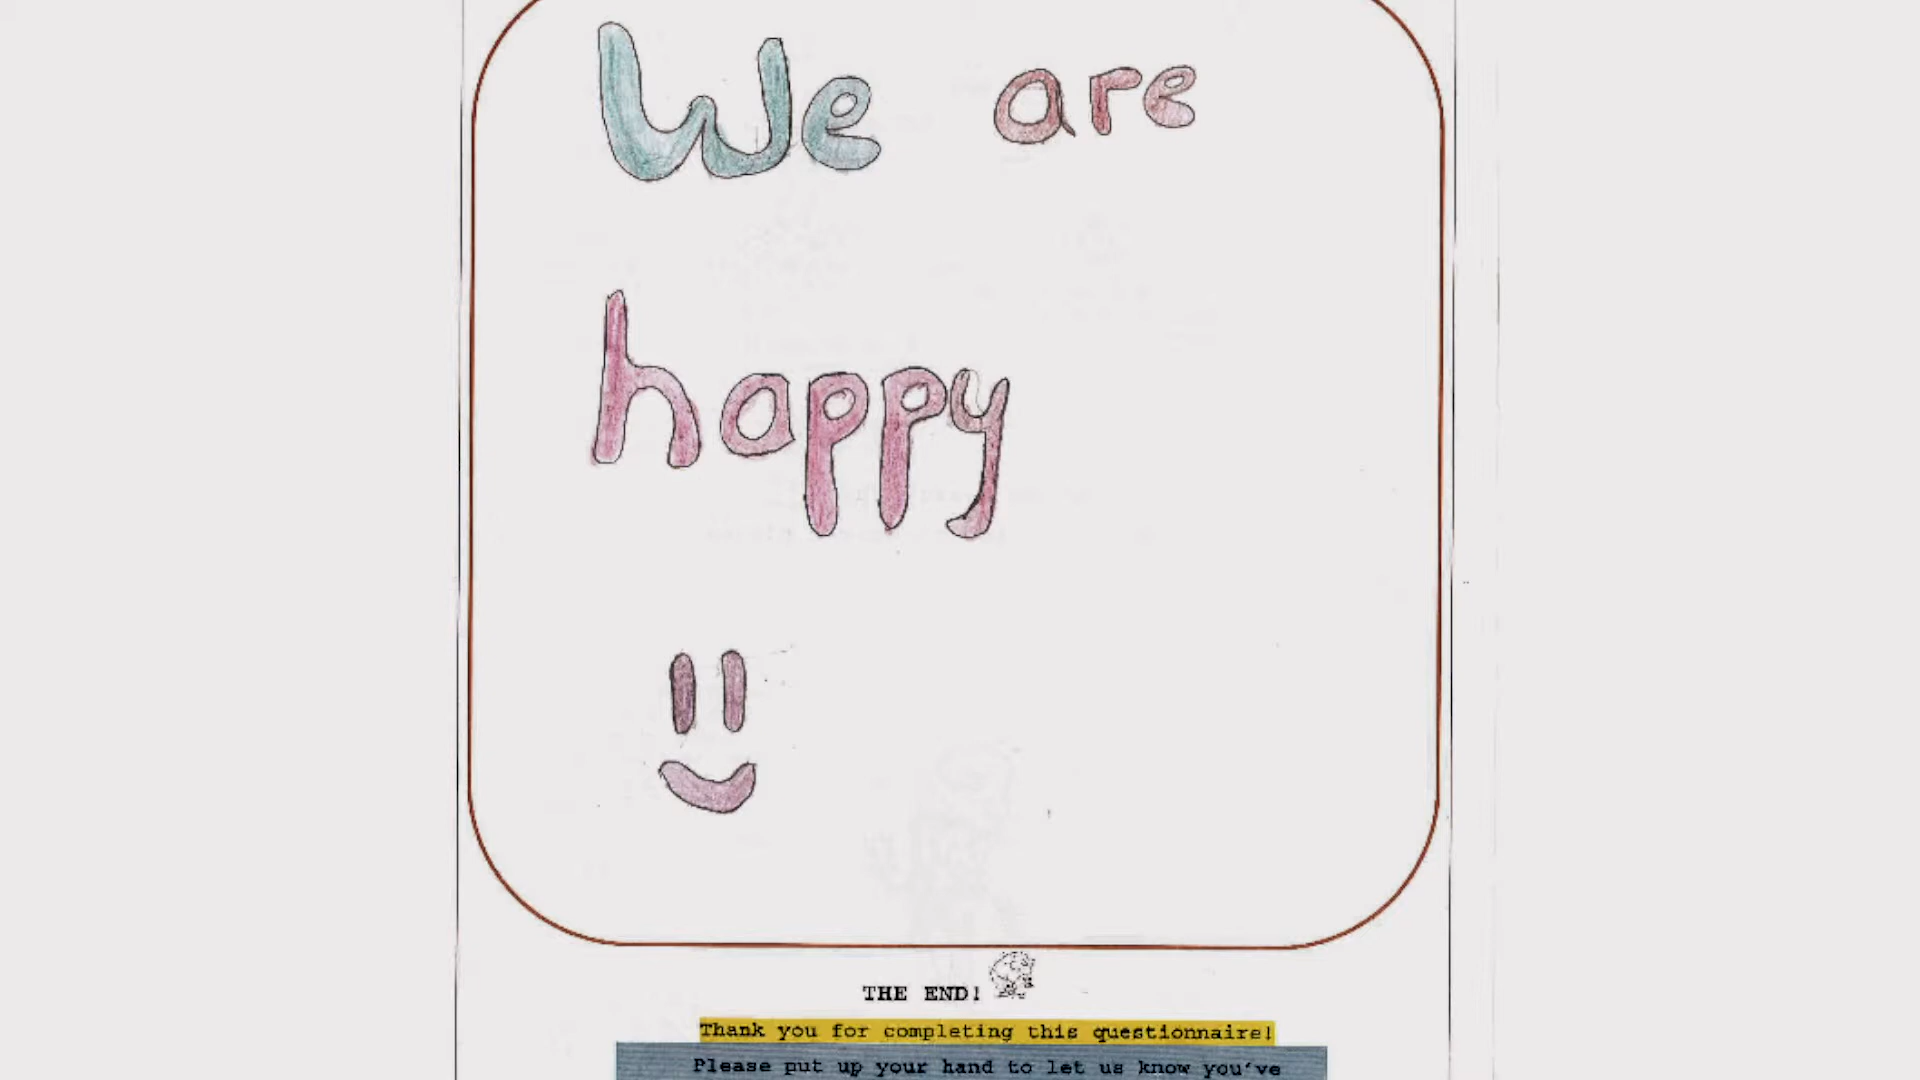 We are
happy
THE END!
Thank you for completing this questionnaire!
Please put up your hand to let us know you've